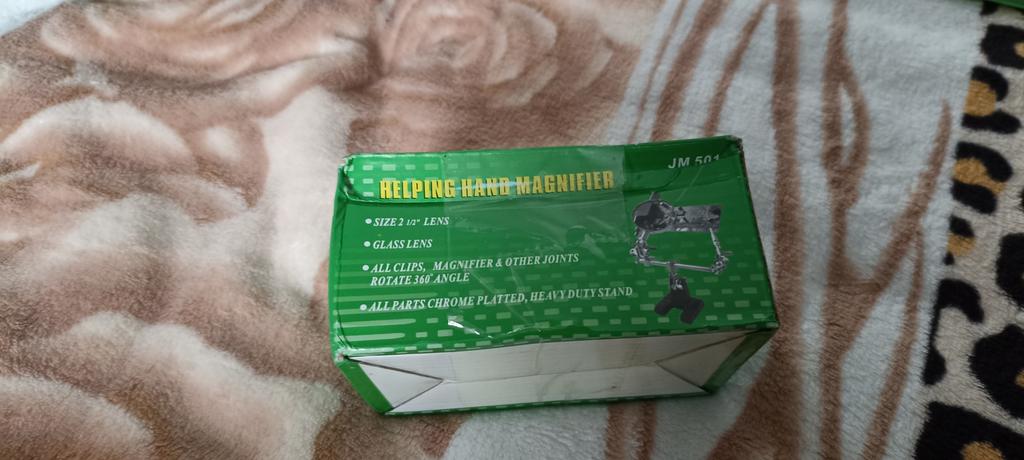 JM 501
HELPING HAND MAGNIFIER
• SIZE 2 1/2" LENS
• GLASS LENS
• ALL CLIPS, MAGNIFIER & OTHER JOINTS
ROTATE 360° ANGLE
• ALL PARTS CHROME PLATTED, HEAVY DUTY STAND